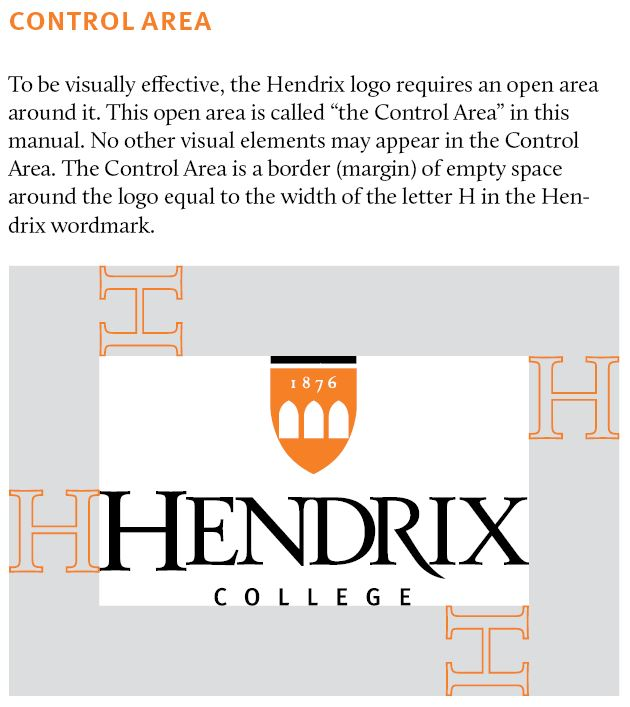 CONTROL AREA
To be visually effective, the Hendrix logo requires an open area
around it. This open area is called “the Control Area” in this
manual. No other visual elements may appear in the Control
Area. The Control Area is a border (margin) of empty space
around the logo equal to the width of the letter H in the Hen-
drix wordmark.
H
1876
H
H HENDRIX
COLLEGE
H